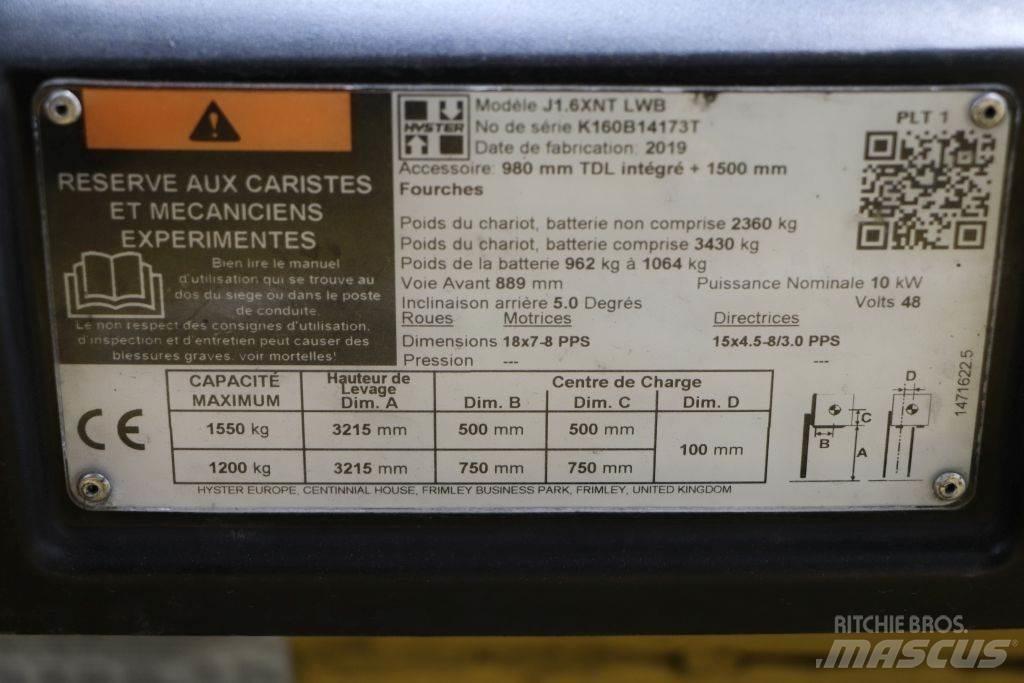 RESERVE AUX CARISTES
ET MECANICIENS
EXPERIMENTES
Bien lire le manuel
d'utilisation qui se trouve au
dos du siege ou dans le poste
de conduite.
Le non respect des consignes d'utilisation,
d'inspection et d'entretien peut causer des
blessures graves, voir mortelles!
HYSTER
Modèle J1.6XNT LWB
No de série K160B14173T
Date de fabrication: 2019
Accessoire: 980 mm TDL intégré + 1500 mm
Fourches
PLT 1
Poids du chariot, batterie non comprise 2360 kg
Poids du chariot, batterie comprise 3430 kg
Poids de la batterie 962 kg à 1064 kg
Voie Avant 889 mm Puissance Nominale 10 kW
Inclinaison arrière 5.0 Degrés Volts 48
Roues Motrices Directrices
Dimensions 18x7-8 PPS 15x4.5-8/3.0 PPS
Pression --- ---
1471622.5
CE
CAPACITÉ MAXIMUM Hauteur de Levage Dim. A Centre de Charge
Dim. B Dim. C Dim. D
1550 kg 3215 mm 500 mm 500 mm 100 mm
1200 kg 3215 mm 750 mm 750 mm
D
C
B
A
HYSTER EUROPE, CENTINNIAL HOUSE, FRIMLEY BUSINESS PARK, FRIMLEY, UNITED KINGDOM
RITCHIE BROS.
MASCUS